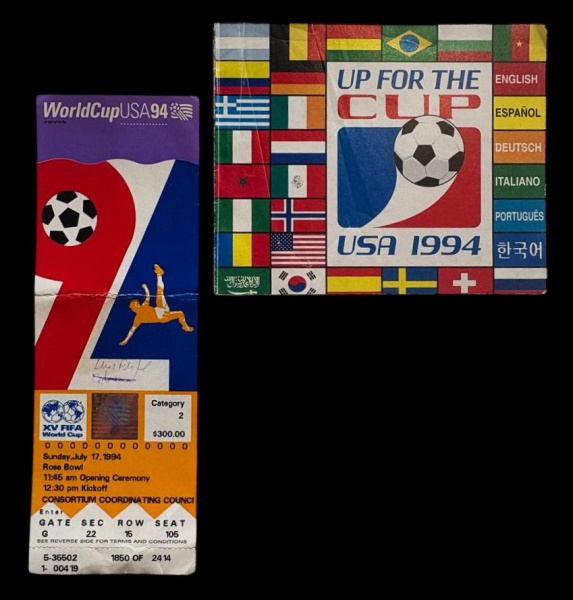 WorldCupUSA94
XV FIFA
World Cup
Category
2
$300.00
Sunday, July 17, 1994
Rose Bowl
11:45 am Opening Ceremony
12:30 pm Kickoff
CONSORTIUM COORDINATING COUNCI
Enter
GATE SEC ROW SEAT
G 22 15 105
SEE REVERSE SIDE FOR TERMS AND CONDITIONS
5-35502 1850 OF 2414
1- 00419
UP FOR THE
CUP
USA 1994
ENGLISH
ESPAÑOL
DEUTSCH
ITALIANO
PORTUGUÊS
한국어